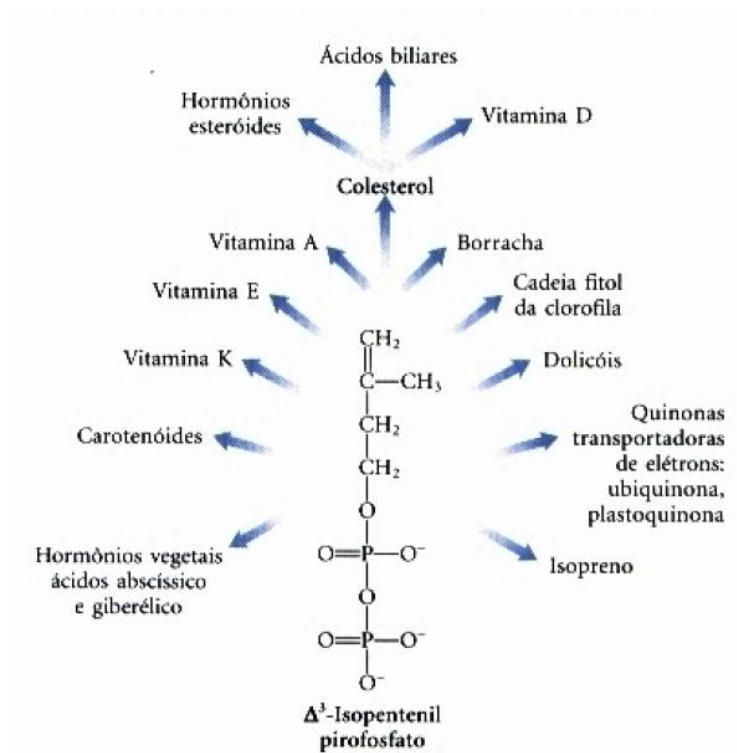 Ácidos biliares
Hormônios
esteróides
Vitamina D
Colesterol
Vitamina A
Borracha
Vitamina E
Cadeia fitol
da clorofila
Vitamina K
Dolicóis
Carotenóides
Quinonas
transportadoras
de elétrons:
ubiquinona,
plastoquinona
Hormônios vegetais
ácidos abscíssico
e giberélico
Isopreno
CH₂
C—CH₃
CH₂
CH₂
O
O=P—O⁻
O
O=P—O⁻
O⁻
Δ³-Isopentenil
pirofosfato